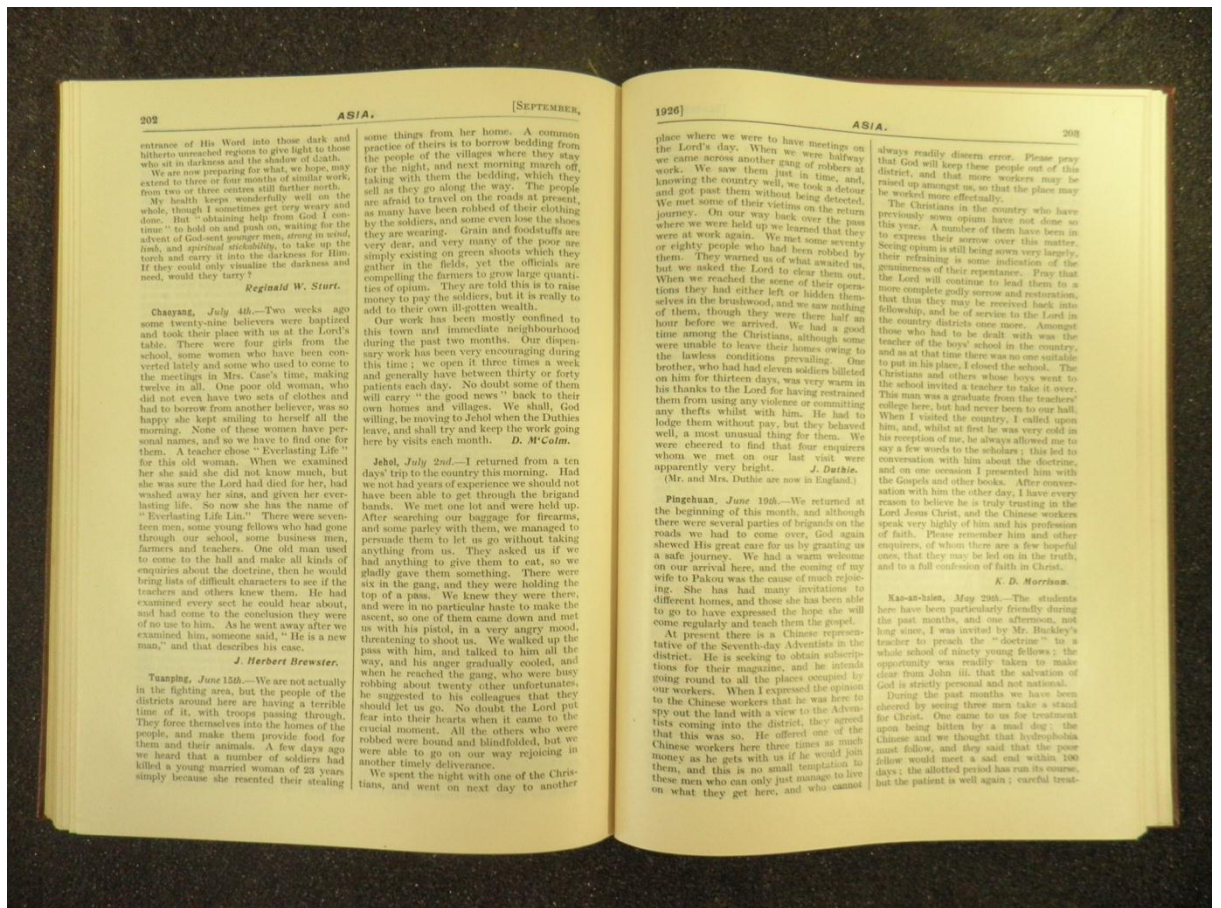 202
ASIA.
[SEPTEMBER,
entrance of His Word into those dark and
hitherto unreached regions to give light to those
who sit in darkness and the shadow of death.
We are now preparing for what, we hope, may
extend to three or four months of similar work,
from two or three centres still farther north.
My health keeps wonderfully well on the
whole, though I sometimes get very weary and
done. But "obtaining help from God I con-
tinue" to hold on and push on, waiting for the
advent of God-sent younger men, strong in wind,
limb, and spiritual stickability, to take up the
torch and carry it into the darkness for Him.
If they could only visualise the darkness and
need, would they tarry?
Reginald W. Sturt.
Chaoyang, July 4th.—Two weeks ago
some twenty-nine believers were baptized
and took their place with us at the Lord's
table. There were four girls from the
school, some women who have been con-
verted lately and some who used to come to
the meetings in Mrs. Case's time, making
twelve in all. One poor old woman, who
did not even have two sets of clothes and
had to borrow from another believer, was so
happy she kept smiling to herself all the
morning. None of these women have per-
sonal names, and so we have to find one for
them. A teacher chose "Everlasting Life"
for this old woman. When we examined
her she said she did not know much, but
she was sure the Lord had died for her, had
washed away her sins, and given her ever-
lasting life. So now she has the name of
"Everlasting Life Lin." There were seven-
teen men, some young fellows who had gone
through our school, some business men,
farmers and teachers. One old man used
to come to the hall and make all kinds of
enquiries about the doctrine, then he would
bring lists of difficult characters to see if the
teachers and others knew them. He had
examined every sect he could hear about,
and had come to the conclusion they were
of no use to him. As he went away after we
examined him, someone said, "He is a new
man," and that describes his case.
J. Herbert Brewster.
Tuanping, June 15th.—We are not actually
in the fighting area, but the people of the
districts around here are having a terrible
time of it, with troops passing through.
They force themselves into the homes of the
people, and make them provide food for
them and their animals. A few days ago
we heard that a number of soldiers had
killed a young married woman of 23 years
simply because she resented their stealing
some things from her home. A common
practice of theirs is to borrow bedding from
the people of the villages where they stay
for the night, and next morning march off,
taking with them the bedding, which they
sell as they go along the way. The people
are afraid to travel on the roads at present,
as many have been robbed of their clothing
by the soldiers, and some even lose the shoes
they are wearing. Grain and foodstuffs are
very dear, and very many of the poor are
simply existing on green shoots which they
gather in the fields, yet the officials are
compelling the farmers to grow large quanti-
ties of opium. They are told this is to raise
money to pay the soldiers, but it is really to
add to their own ill-gotten wealth.
Our work has been mostly confined to
this town and immediate neighbourhood
during the past two months. Our dispen-
sary work has been very encouraging during
this time; we open it three times a week
and generally have between thirty or forty
patients each day. No doubt some of them
will carry "the good news" back to their
own homes and villages. We shall, God
willing, be moving to Jehol when the Duthies
leave, and shall try and keep the work going
here by visits each month. D. M'Colm.
Jehol, July 2nd.—I returned from a ten
days' trip to the country this morning. Had
we not had years of experience we should not
have been able to get through the brigand
bands. We met one lot and were held up.
After searching our baggage for firearms,
and some parley with them, we managed to
persuade them to let us go without taking
anything from us. They asked us if we
had anything to give them to eat, so we
gladly gave them something. There were
six in the gang, and they were holding the
top of a pass. We knew they were there,
and were in no particular haste to make the
ascent, so one of them came down and met
us with his pistol, in a very angry mood,
threatening to shoot us. We walked up the
pass with him, and talked to him all the
way, and his anger gradually cooled, and
when he reached the gang, who were busy
robbing about twenty other unfortunates,
he suggested to his colleagues that they
should let us go. No doubt the Lord put
fear into their hearts when it came to the
crucial moment. All the others who were
robbed were bound and blindfolded, but we
were able to go on our way rejoicing in
another timely deliverance.
We spent the night with one of the Chris-
tians, and went on next day to another
1926]
ASIA.
203
place where we were to have meetings on
the Lord's day. When we were halfway
we came across another gang of robbers at
work. We saw them just in time, and,
knowing the country well, we took a detour
and got past them without being detected.
We met some of their victims on the return
journey. On our way back over the pass
where we were held up we learned that they
were at work again. We met some seventy
or eighty people who had been robbed by
them. They warned us of what awaited us,
but we asked the Lord to clear them out.
When we reached the scene of their opera-
tions they had either left or hidden them-
selves in the brushwood, and we saw nothing
of them, though they were there half an
hour before we arrived. We had a good
time among the Christians, although some
were unable to leave their homes owing to
the lawless conditions prevailing. One
brother, who had had eleven soldiers billeted
on him for thirteen days, was very warm in
his thanks to the Lord for having restrained
them from using any violence or committing
any thefts whilst with him. He had to
lodge them without pay, but they behaved
well, a most unusual thing for them. We
were cheered to find that four enquirers
whom we met on our last visit were
apparently very bright. J. Duthie.
(Mr. and Mrs. Duthie are now in England.)
Pingchuan, June 19th.—We returned at
the beginning of this month, and although
there were several parties of brigands on the
roads we had to come over, God again
shewed His great care for us by granting us
a safe journey. We had a warm welcome
on our arrival here, and the coming of my
wife to Pakou was the cause of much rejoic-
ing. She has had many invitations to
different homes, and those she has been able
to go to have expressed the hope she will
come regularly and teach them the gospel.
At present there is a Chinese represen-
tative of the Seventh-day Adventists in the
district. He is seeking to obtain subscrip-
tions for their magazine, and he intends
going round to all the places occupied by
our workers. When I expressed the opinion
to the Chinese workers that he was here to
spy out the land with a view to the Adven-
tists coming into the district, they agreed
that this was so. He offered one of the
Chinese workers here three times as much
money as he gets with us if he would join
them, and this is no small temptation to
these men who can only just manage to live
on what they get here, and who cannot
always readily discern error. Please pray
that God will keep these people out of this
district, and that more workers may be
raised up amongst us, so that the place may
be worked more effectually.
The Christians in the country who have
previously sown opium have not done so
this year. A number of them have been in
to express their sorrow over this matter.
Seeing opium is still being sown very largely,
their refraining is some indication of the
genuineness of their repentance. Pray that
the Lord will continue to lead them to a
more complete godly sorrow and restoration,
that thus they may be received back into
fellowship, and be of service to the Lord in
the country districts once more. Amongst
those who had to be dealt with was the
teacher of the boys' school in the country,
and as at that time there was no one suitable
to put in his place, I closed the school. The
Christians and others whose boys went to
the school invited a teacher to take it over.
This man was a graduate from the teachers'
college here, but had never been to our hall.
When I visited the country, I called upon
him, and, whilst at first he was very cold in
his reception of me, he always allowed me to
say a few words to the scholars; this led to
conversation with him about the doctrine,
and on one occasion I presented him with
the Gospels and other books. After conver-
sation with him the other day, I have every
reason to believe he is truly trusting in the
Lord Jesus Christ, and the Chinese workers
speak very highly of him and his profession
of faith. Please remember him and other
enquirers, of whom there are a few hopeful
ones, that they may be led on in the truth,
and to a full confession of faith in Christ.
K. D. Morrison.
Kao-an-hsien, May 29th.—The students
here have been particularly friendly during
the past months, and one afternoon, not
long since, I was invited by Mr. Buckley's
teacher to preach the "doctrine" to a
whole school of ninety young fellows; the
opportunity was readily taken to make
clear from John iii. that the salvation of
God is strictly personal and not national.
During the past months we have been
cheered by seeing three men take a stand
for Christ. One came to us for treatment
upon being bitten by a mad dog; the
Chinese and we thought that hydrophobia
must follow, and they said that the poor
fellow would meet a sad end within 100
days; the allotted period has run its course,
but the patient is well again; careful treat-